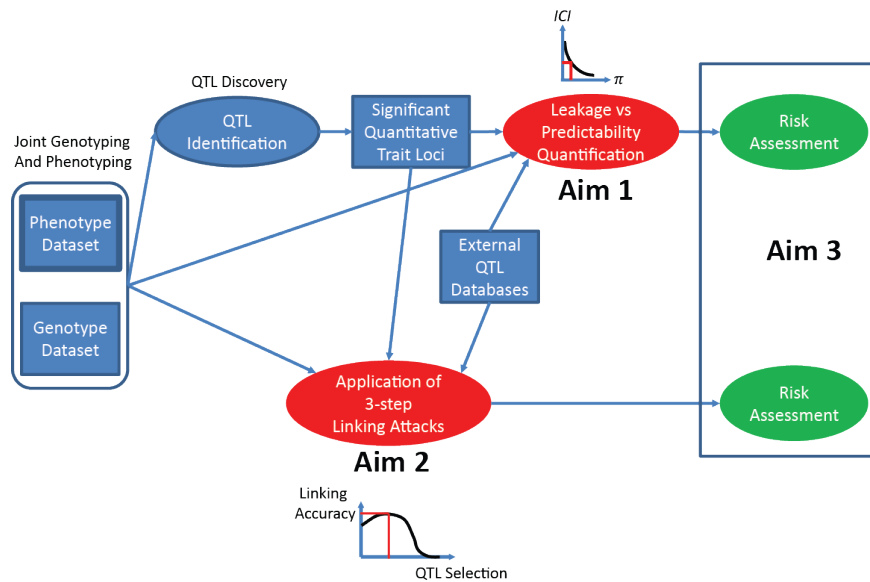 ICI
π
QTL Discovery
QTL
Identification
Significant
Quantitative
Trait Loci
Leakage vs
Predictability
Quantification
Aim 1
Risk
Assessment
Joint Genotyping
And Phenotyping
Phenotype
Dataset
Genotype
Dataset
External
QTL
Databases
Aim 3
Application of
3-step
Linking Attacks
Aim 2
Risk
Assessment
Linking
Accuracy
QTL Selection